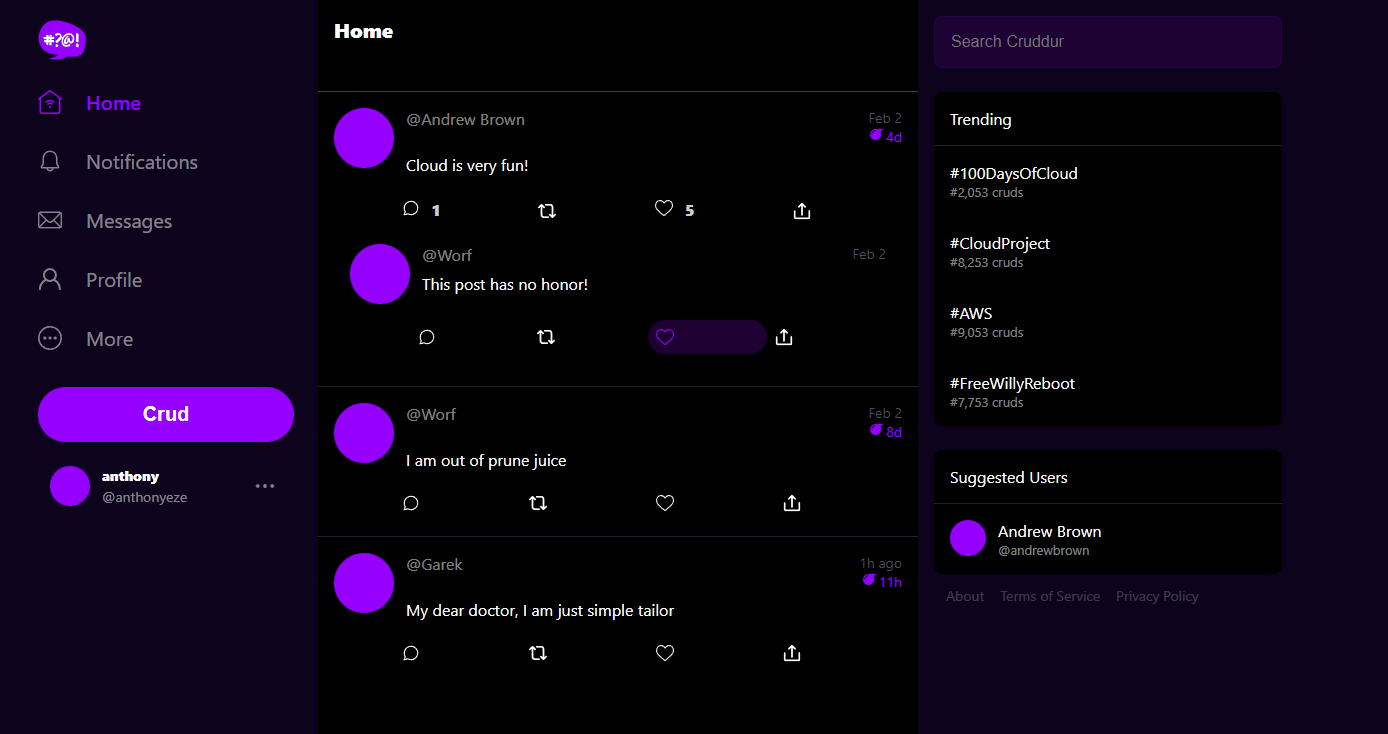 #?@!
Home
Notifications
Messages
Profile
More
Crud
anthony
@anthonyeze
Home
@Andrew Brown
Feb 2
4d
Cloud is very fun!
1
5
@Worf
Feb 2
This post has no honor!
@Worf
Feb 2
8d
I am out of prune juice
@Garek
1h ago
11h
My dear doctor, I am just simple tailor
Search Cruddur
Trending
#100DaysOfCloud
#2,053 cruds
#CloudProject
#8,253 cruds
#AWS
#9,053 cruds
#FreeWillyReboot
#7,753 cruds
Suggested Users
Andrew Brown
@andrewbrown
About Terms of Service Privacy Policy